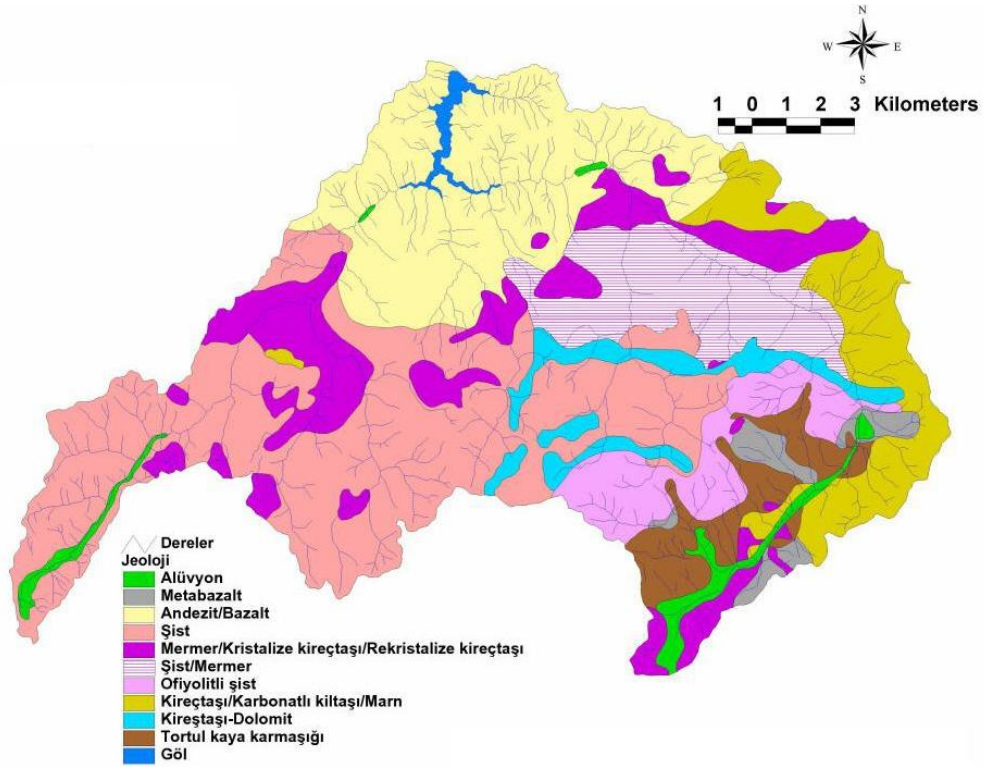 N
W E
S
1 0 1 2 3 Kilometers
Dereler
Jeoloji
Alüvyon
Metabazalt
Andezit/Bazalt
Şist
Mermer/Kristalize kireçtaşı/Rekristalize kireçtaşı
Şist/Mermer
Ofiyolitli şist
Kireçtaşı/Karbonatlı kiltaşı/Marn
Kireştaşı-Dolomit
Tortul kaya karmaşığı
Göl